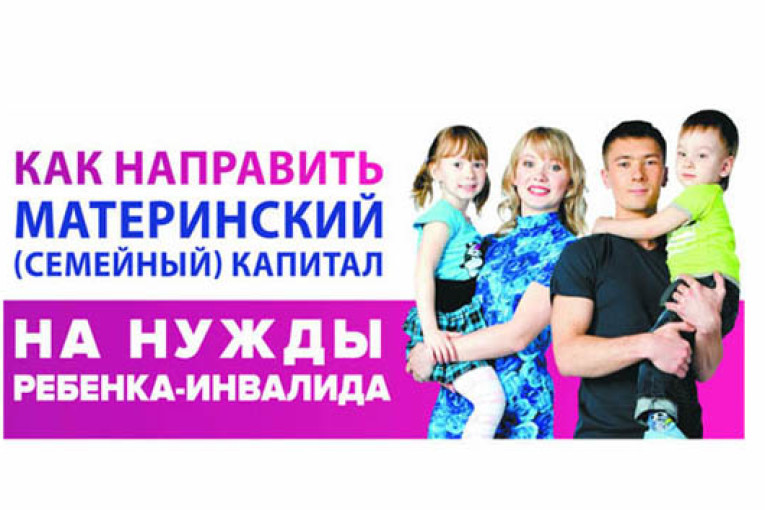 КАК НАПРАВИТЬ
МАТЕРИНСКИЙ
(СЕМЕЙНЫЙ) КАПИТАЛ
НА НУЖДЫ
РЕБЕНКА-ИНВАЛИДА